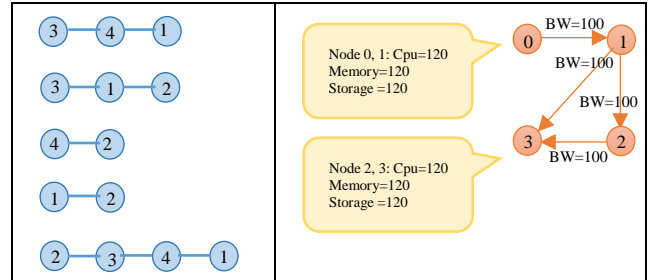 3 4 1
3 1 2
4 2
1 2
2 3 4 1
Node 0, 1: Cpu=120
Memory=120
Storage =120
Node 2, 3: Cpu=120
Memory=120
Storage =120
BW=100
0 1
BW=100
BW=100
3 2
BW=100